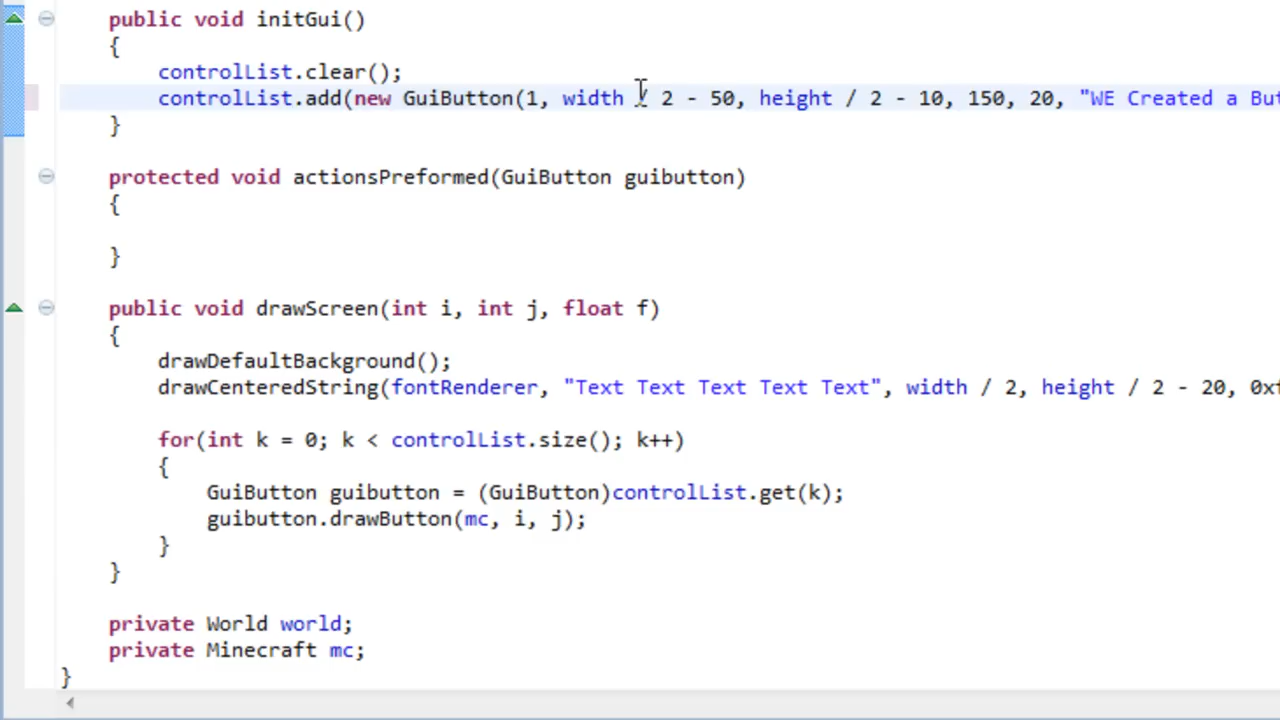 public void initGui()
{
controlList.clear();
controlList.add(new GuiButton(1, width / 2 - 50, height / 2 - 10, 150, 20, "WE Created a
}
protected void actionsPreformed(GuiButton guibutton)
{
}
public void drawScreen(int i, int j, float f)
{
drawDefaultBackground();
drawCenteredString(fontRenderer, "Text Text Text Text Text", width / 2, height / 2 - 20,
for(int k = 0; k < controlList.size(); k++)
{
GuiButton guibutton = (GuiButton)controlList.get(k);
guibutton.drawButton(mc, i, j);
}
}
private World world;
private Minecraft mc;
}